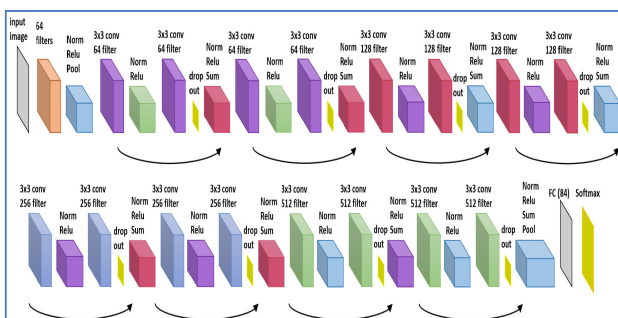 input
image
64
filters
Norm
Relu
Pool
3x3 conv
64 filter
Norm
Relu
3x3 conv
64 filter
drop
out
Norm
Relu
Sum
3x3 conv
64 filter
Norm
Relu
3x3 conv
64 filter
drop
out
Norm
Relu
Sum
3x3 conv
128 filter
Norm
Relu
3x3 conv
128 filter
drop
out
Norm
Relu
Sum
3x3 conv
128 filter
Norm
Relu
3x3 conv
128 filter
drop
out
Norm
Relu
Sum
3x3 conv
256 filter
Norm
Relu
3x3 conv
256 filter
drop
out
Norm
Relu
Sum
3x3 conv
256 filter
Norm
Relu
3x3 conv
256 filter
drop
out
Norm
Relu
Sum
3x3 conv
512 filter
Norm
Relu
3x3 conv
512 filter
drop
out
Norm
Relu
Sum
3x3 conv
512 filter
Norm
Relu
3x3 conv
512 filter
drop
out
Norm
Relu
Sum
Pool
FC (84)
Softmax